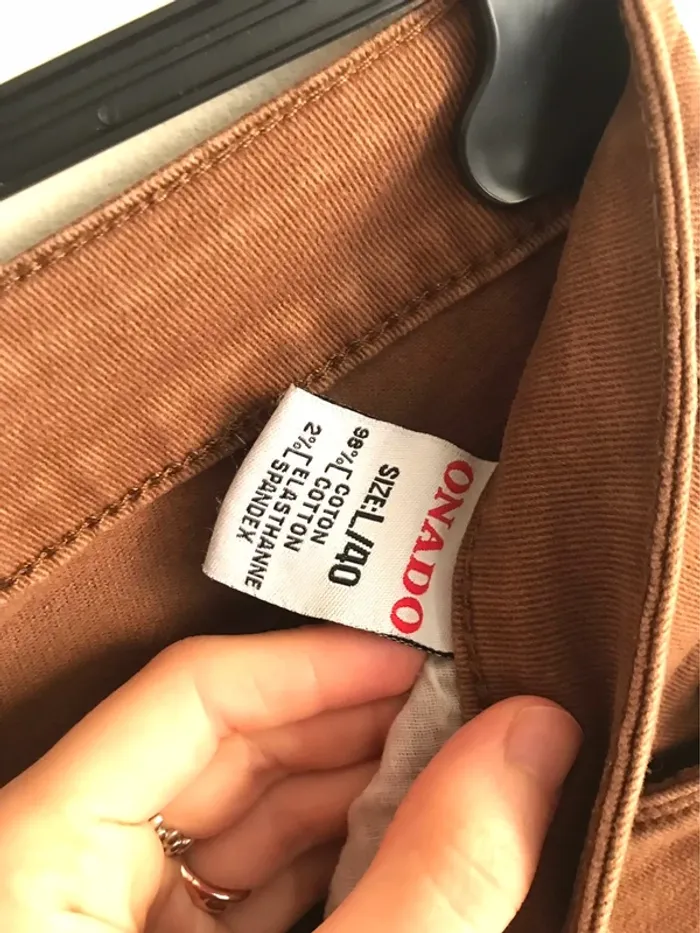 ONADO
SIZE:L/40
98%[ COTON
COTTON
2%[ ELASTHANNE
SPANDEX